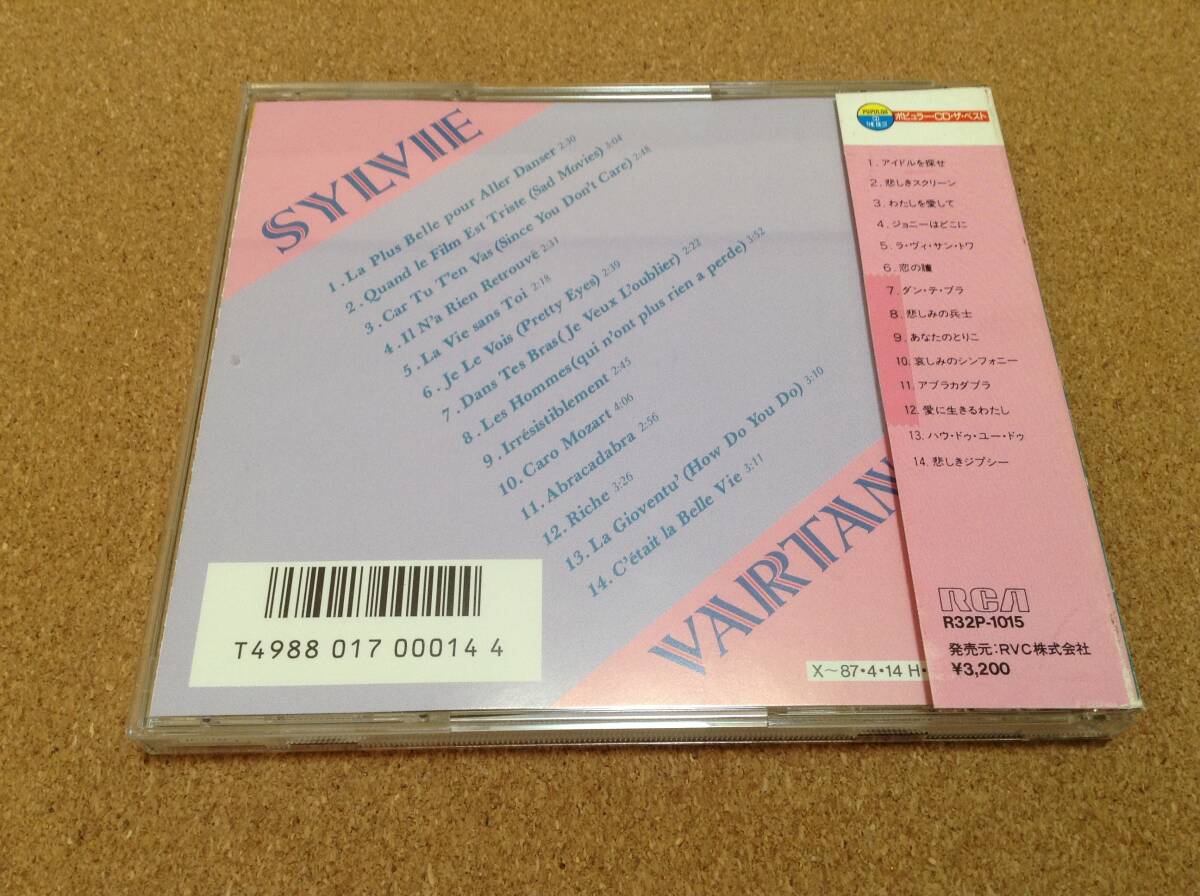 SYLVIE
1. La Plus Belle pour Aller Danser 2:30
2. Quand le Film Est Triste (Sad Movies) 3:04
3. Car Tu T'en Vas (Since You Don't Care) 2:48
4. Il N'a Rien Retrouvé 2:31
5. La Vie sans Toi 2:18
6. Je Le Vois (Pretty Eyes) 2:39
7. Dans Tes Bras (Je Veux L'oublier) 2:22
8. Les Hommes (qui n'ont plus rien a perde) 3:52
9. Irrésistiblement 2:45
10. Caro Mozart 4:06
11. Abracadabra 2:56
12. Riche 3:26
13. La Gioventu' (How Do You Do) 3:10
14. C'était la Belle Vie 3:11
VARTAN
T4988 017 00014 4
X〜87・4・14 H・
POPULAR
CD
THE BEST
ポピュラー・CD・ザ・ベスト
1. アイドルを探せ
2. 悲しきスクリーン
3. わたしを愛して
4. ジョニーはどこに
5. ラ・ヴィ・サン・トワ
6. 恋の瞳
7. ダン・テ・ブラ
8. 悲しみの兵士
9. あなたのとりこ
10. 哀しみのシンフォニー
11. アブラカダブラ
12. 愛に生きるわたし
13. ハウ・ドゥ・ユー・ドゥ
14. 悲しきジプシー
RCA
R32P-1015
発売元:RVC株式会社
¥3,200